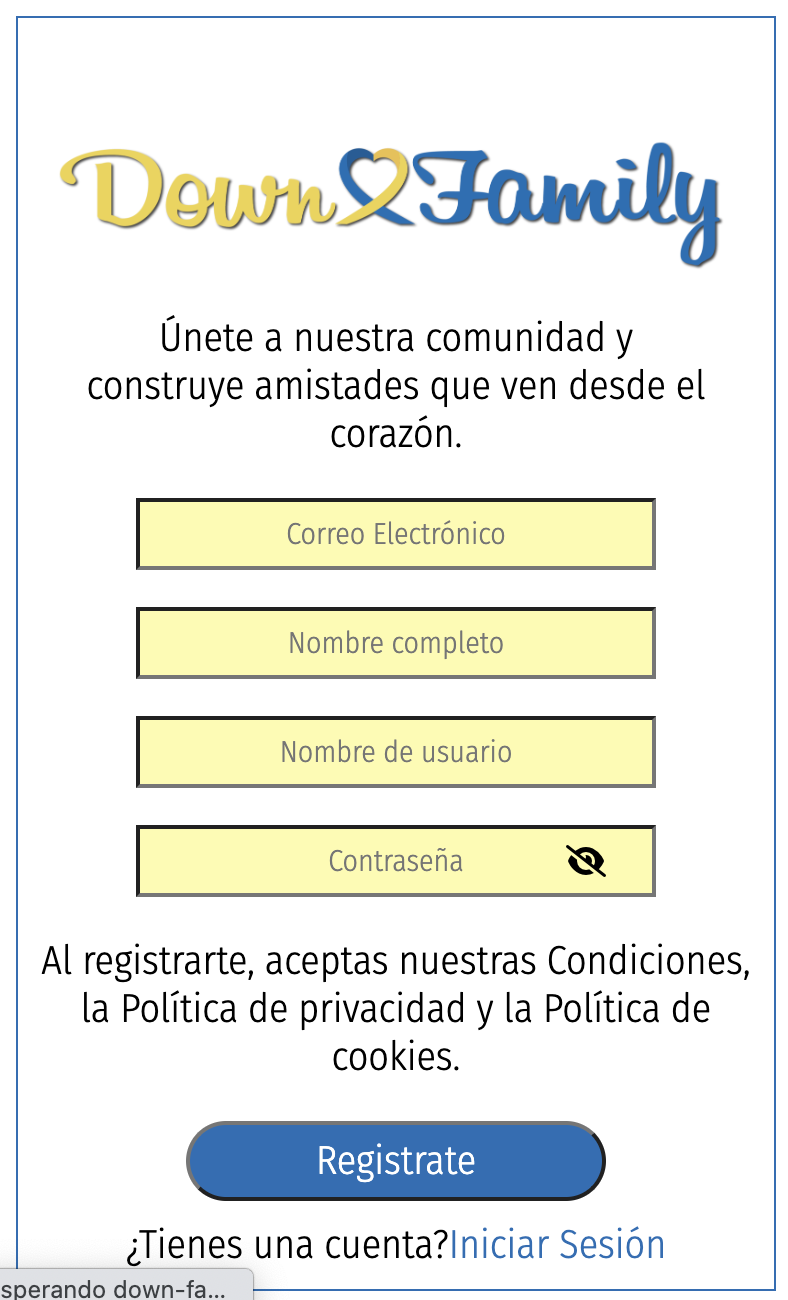 Down Family
Únete a nuestra comunidad y
construye amistades que ven desde el
corazón.
Correo Electrónico
Nombre completo
Nombre de usuario
Contraseña
Al registrarte, aceptas nuestras Condiciones,
la Política de privacidad y la Política de
cookies.
Registrate
¿Tienes una cuenta?Iniciar Sesión
sperando down-fa...